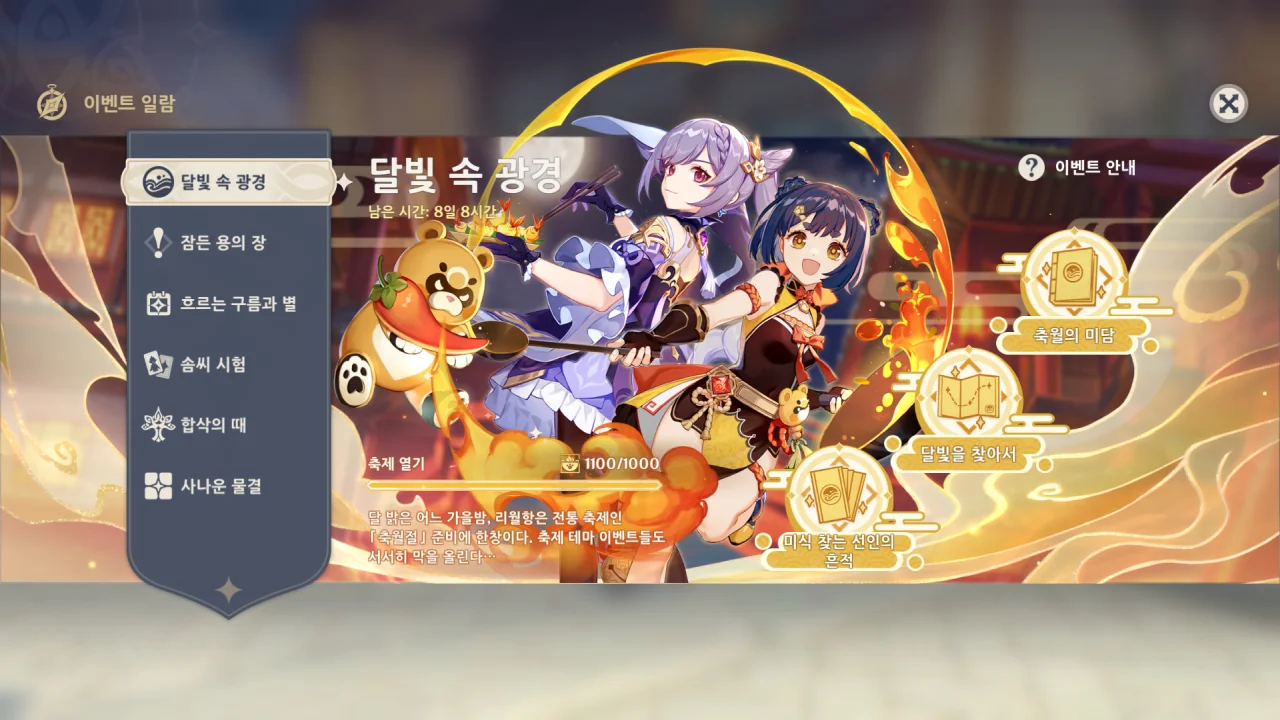 이벤트 일람
달빛 속 광경
잠든 용의 장
흐르는 구름과 별
솜씨 시험
합삭의 때
사나운 물결
달빛 속 광경
남은 시간: 8일 8시간
? 이벤트 안내
축월의 미담
달빛을 찾아서
미식 찾는 선인의
흔적
축제 열기
1100/1000
달 밝은 어느 가을밤, 리월항은 전통 축제인
「축월절」 준비에 한창이다. 축제 테마 이벤트들도
서서히 막을 올린다…